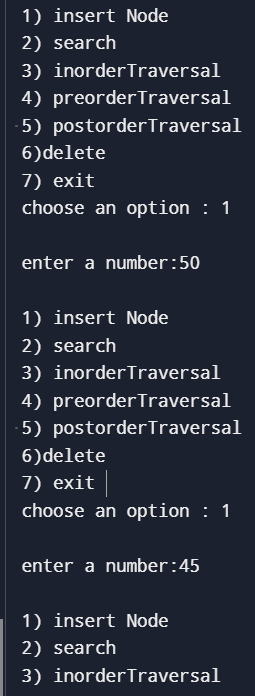 1) insert Node
2) search
3) inorderTraversal
4) preorderTraversal
5) postorderTraversal
6)delete
7) exit
choose an option : 1
enter a number:50
1) insert Node
2) search
3) inorderTraversal
4) preorderTraversal
5) postorderTraversal
6)delete
7) exit
choose an option : 1
enter a number:45
1) insert Node
2) search
3) inorderTraversal